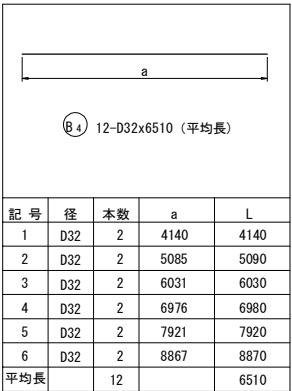 a
B4 12-D32x6510 (平均長)
記 号 径 本数 a L
1 D32 2 4140 4140
2 D32 2 5085 5090
3 D32 2 6031 6030
4 D32 2 6976 6980
5 D32 2 7921 7920
6 D32 2 8867 8870
平均長 12 6510